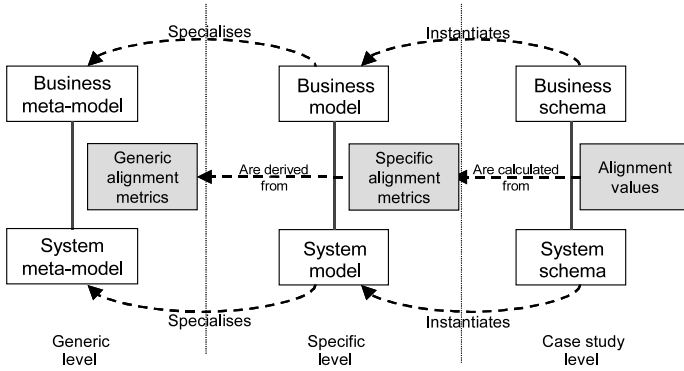 Specialises
Instantiates
Business
meta-model
Business
model
Business
schema
Generic
alignment
metrics
Are derived
from
Specific
alignment
metrics
Are calculated
from
Alignment
values
System
meta-model
System
model
System
schema
Specialises
Instantiates
Generic
level
Specific
level
Case study
level